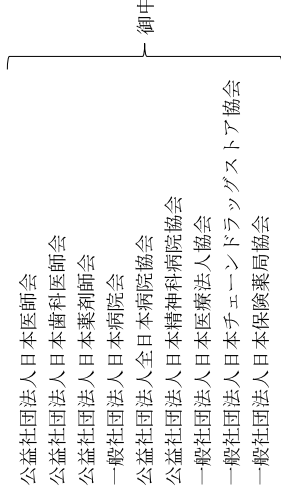 公益社団法人日本医師会
公益社団法人日本歯科医師会
公益社団法人日本薬剤師会
一般社団法人日本病院会
公益社団法人全日本病院協会
公益社団法人日本精神科病院協会
一般社団法人日本医療法人協会
一般社団法人日本チェーンドラッグストア協会
一般社団法人日本保険薬局協会
御中